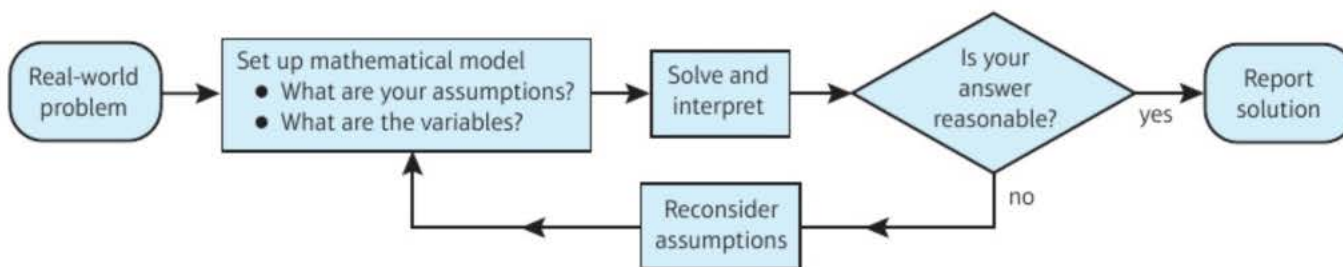 Real-world
problem
Set up mathematical model
● What are your assumptions?
● What are the variables?
Solve and
interpret
Is your
answer
reasonable?
yes
Report
solution
no
Reconsider
assumptions